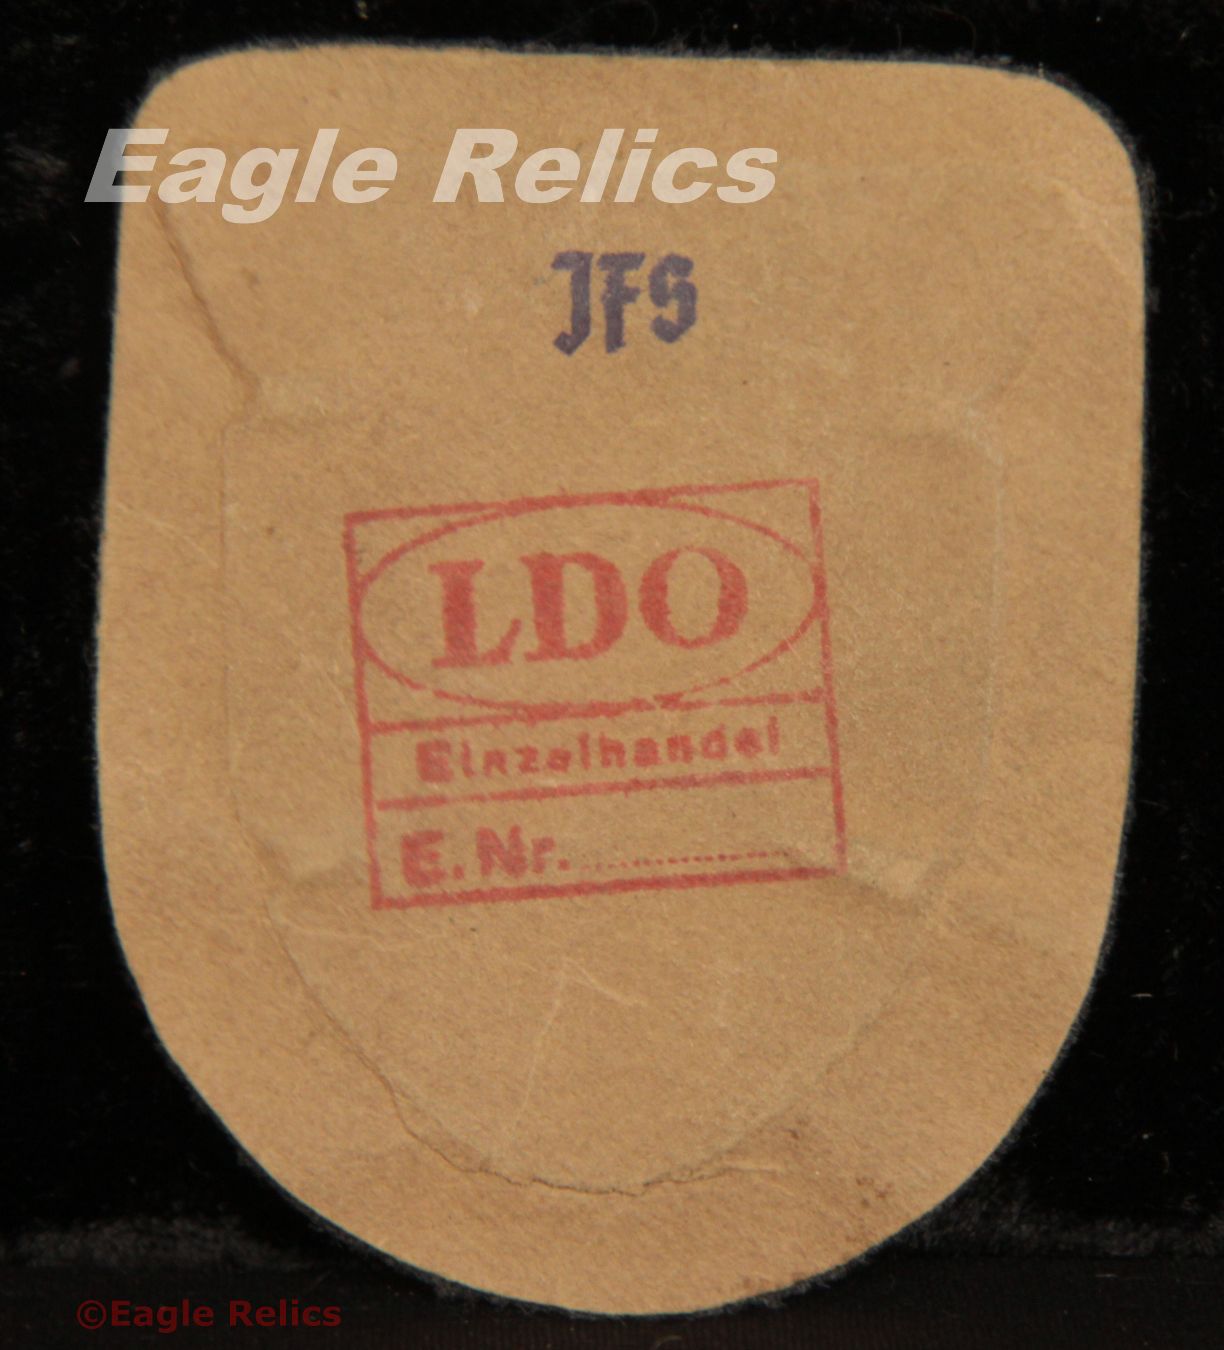 Eagle Relics
JFS
LDO
Einzelhandel
E.Nr. ................
©Eagle Relics